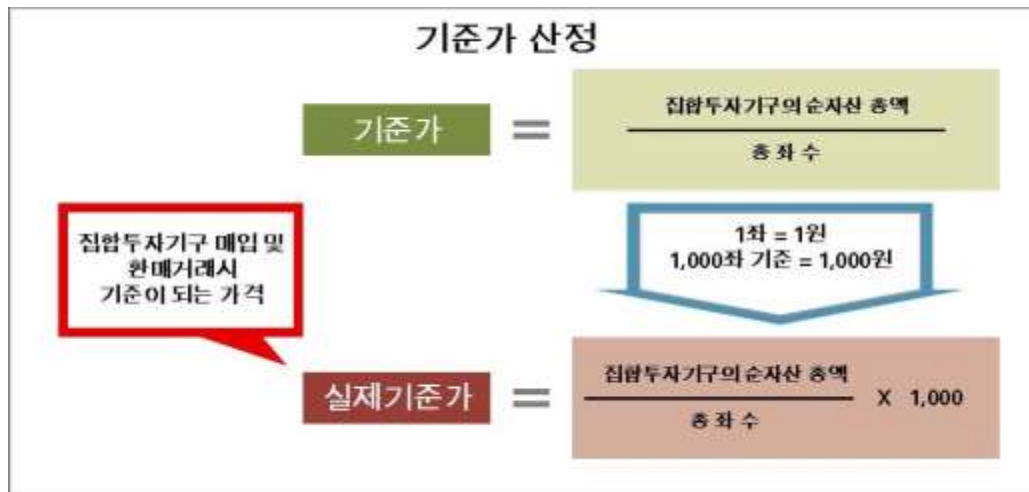 기준가 산정
기준가 = 집합투자기구의 순자산 총액
총 좌 수
1좌 = 1원
1,000좌 기준 = 1,000원
집합투자기구 매입 및
환매거래시
기준이 되는 가격
실제기준가 = 집합투자기구의 순자산 총액
총 좌 수
X 1,000